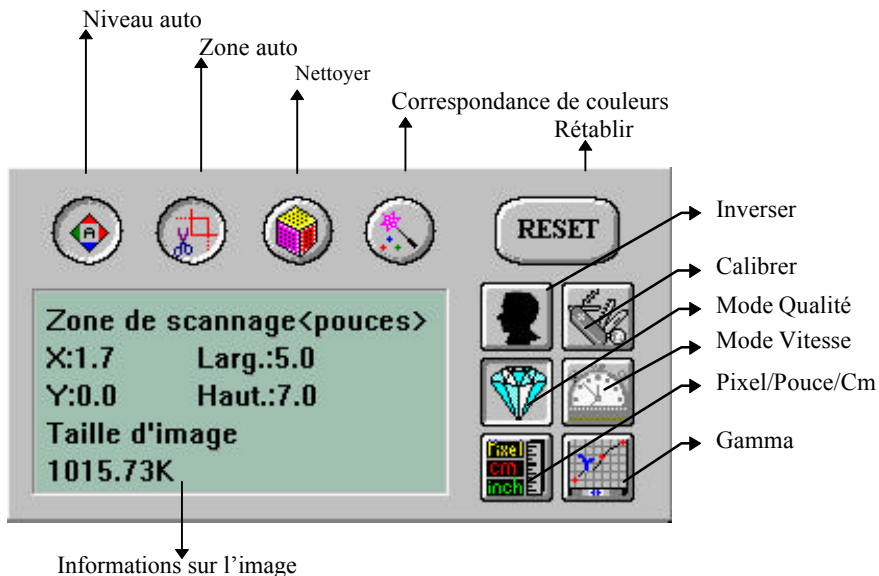 Niveau auto
Zone auto
Nettoyer
Correspondance de couleurs
Rétablir
A
RESET
Inverser
Calibrer
Mode Qualité
Mode Vitesse
Pixel/Pouce/Cm
Gamma
Zone de scannage<pouces>
X:1.7 Larg.:5.0
Y:0.0 Haut.:7.0
Taille d'image
1015.73K
Pixel
cm
inch
γ
Informations sur l’image